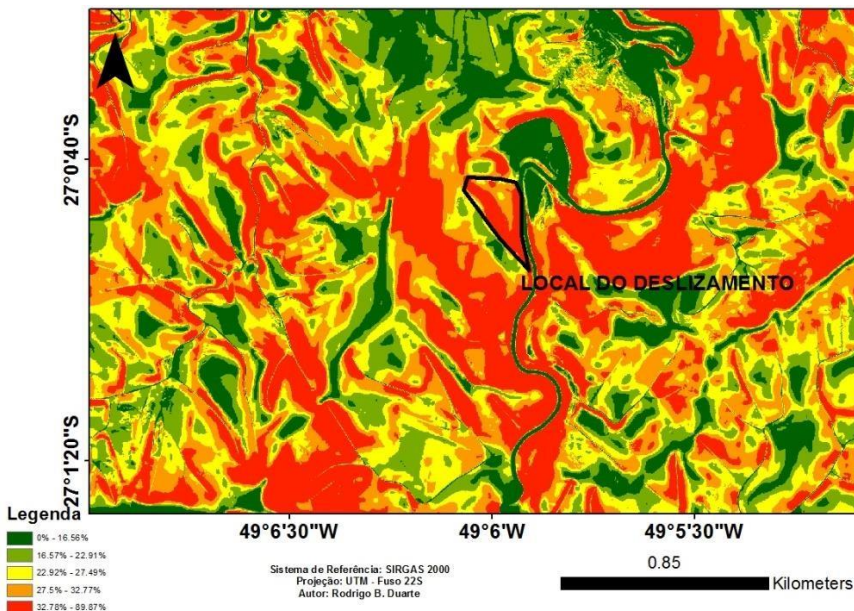 N
27°0'40"S
LOCAL DO DESLIZAMENTO
27°1'20"S
49°6'30"W
49°6'W
49°5'30"W
Legenda
0% - 16.56%
16.57% - 22.91%
22.92% - 27.49%
27.5% - 32.77%
32.78% - 89.87%
Sistema de Referência: SIRGAS 2000
Projeção: UTM - Fuso 22S
Autor: Rodrigo B. Duarte
0.85
Kilometers